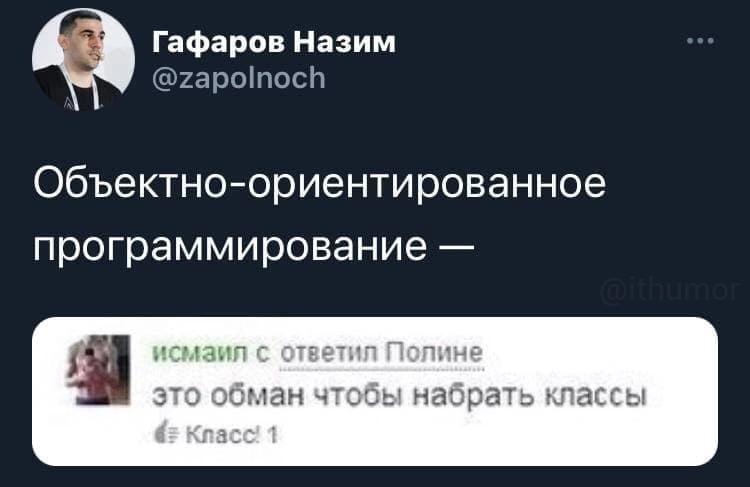 Гафаров Назим
@zapolnoch
Объектно-ориентированное
программирование —
@ithumor
исмаил с ответил Полине
это обман чтобы набрать классы
Класс! 1